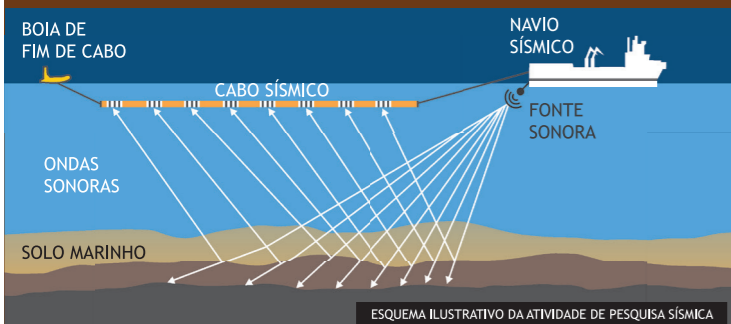 BOIA DE
FIM DE CABO
NAVIO
SÍSMICO
CABO SÍSMICO
FONTE
SONORA
ONDAS
SONORAS
SOLO MARINHO
ESQUEMA ILUSTRATIVO DA ATIVIDADE DE PESQUISA SÍSMICA